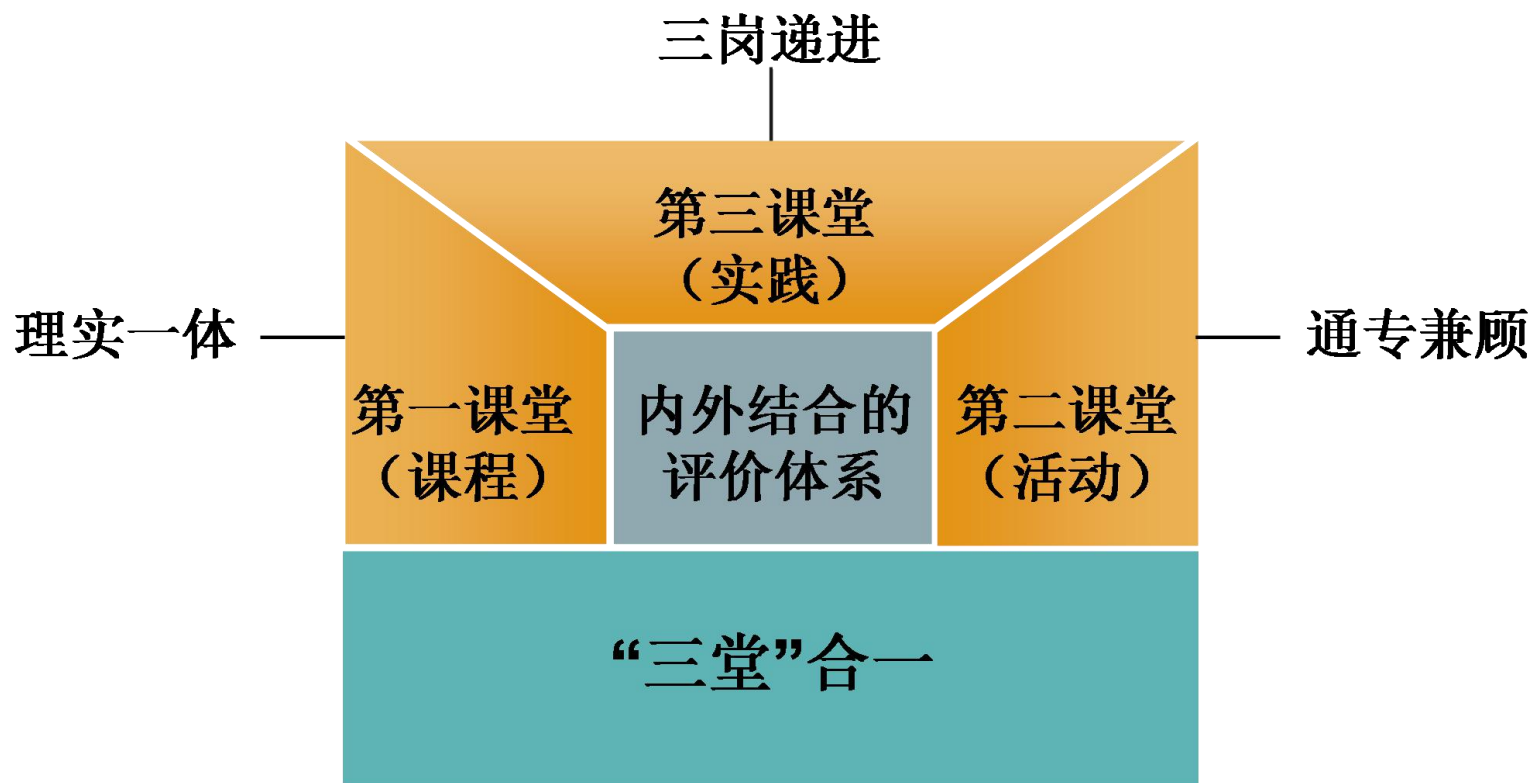 三岗递进
第三课堂
（实践）
理实一体
通专兼顾
第一课堂
（课程）
内外结合的
评价体系
第二课堂
（活动）
“三堂”合一